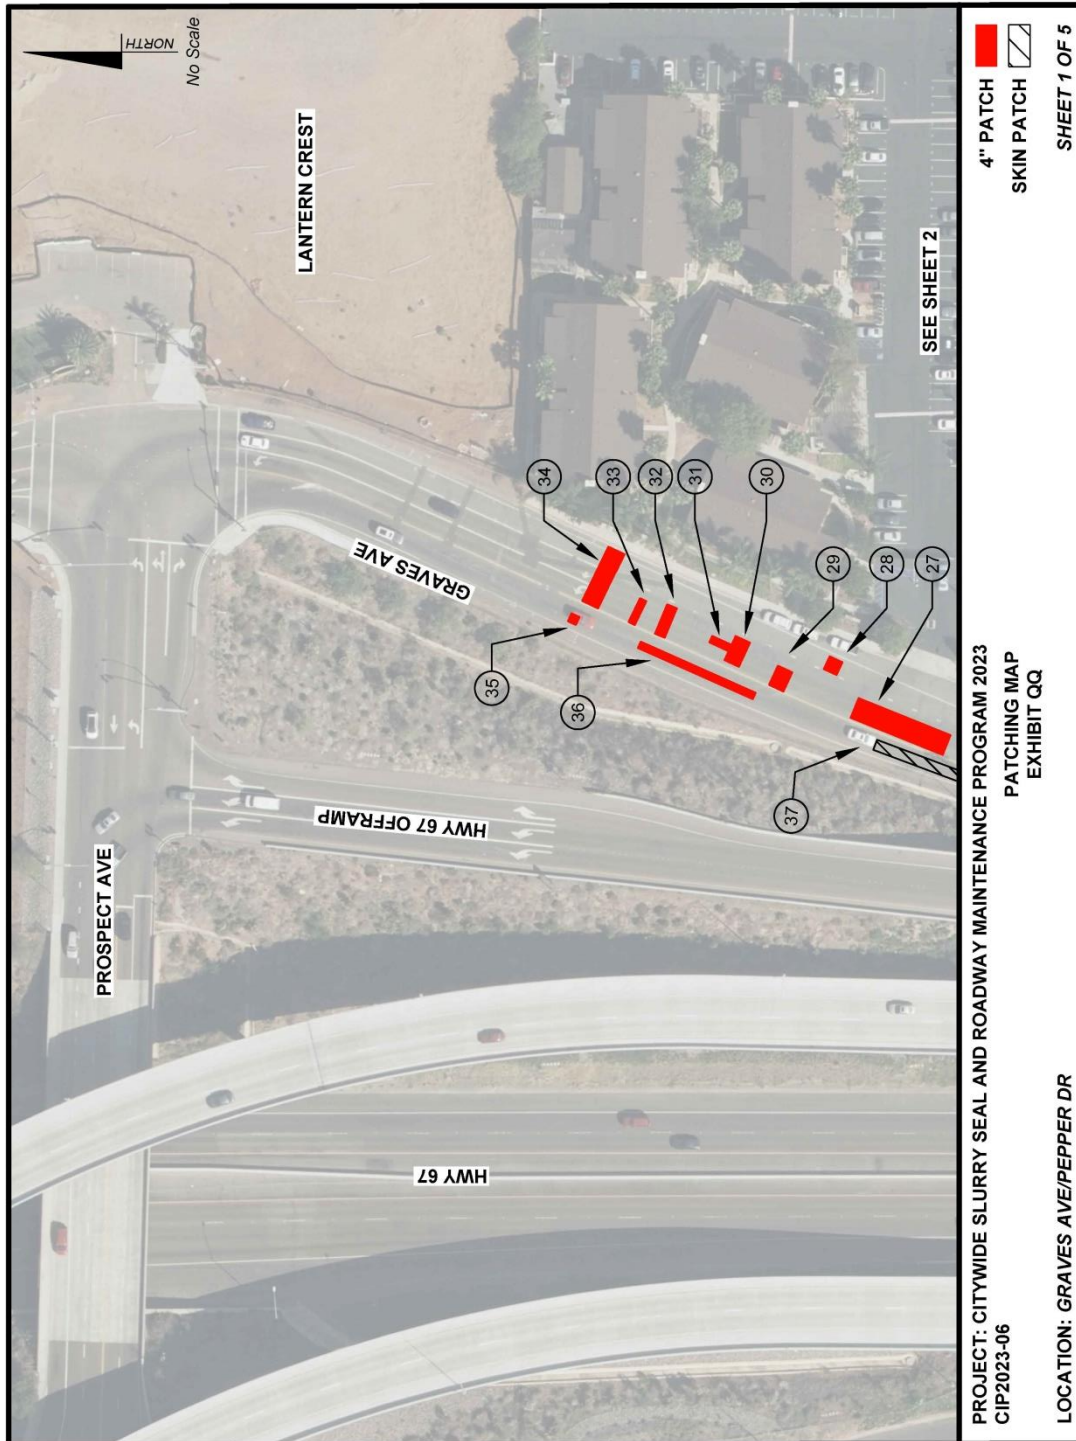 NORTH
No Scale
LANTERN CREST
PROSPECT AVE
GRAVES AVE
HWY 67 OFFRAMP
HWY 67
SEE SHEET 2
34
33
32
31
30
29
28
27
35
36
37
PROJECT: CITYWIDE SLURRY SEAL AND ROADWAY MAINTENANCE PROGRAM 2023
CIP2023-06
PATCHING MAP
EXHIBIT QQ
LOCATION: GRAVES AVE/PEPPER DR
4" PATCH
SKIN PATCH
SHEET 1 OF 5